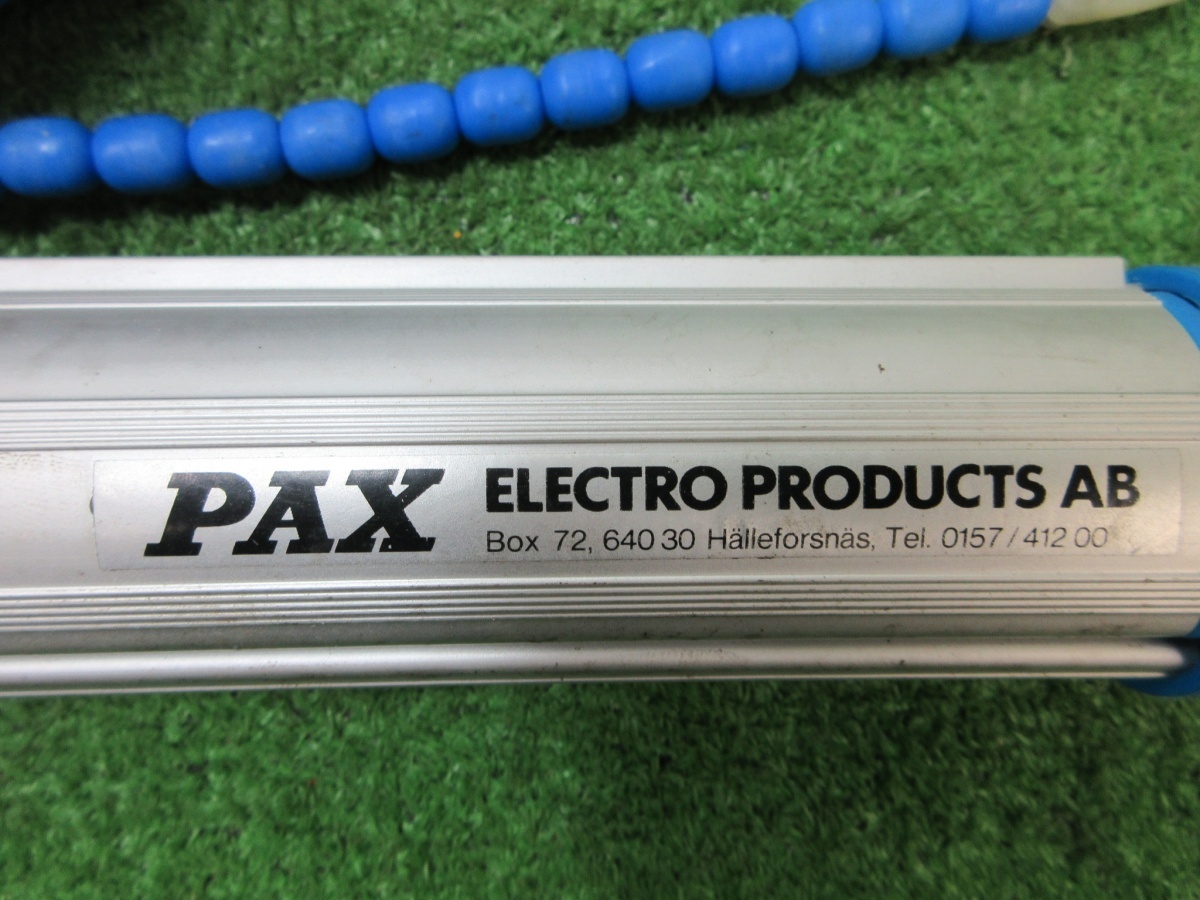 PAX ELECTRO PRODUCTS AB
Box 72, 640 30 Hälleforsnäs, Tel. 0157/412 00